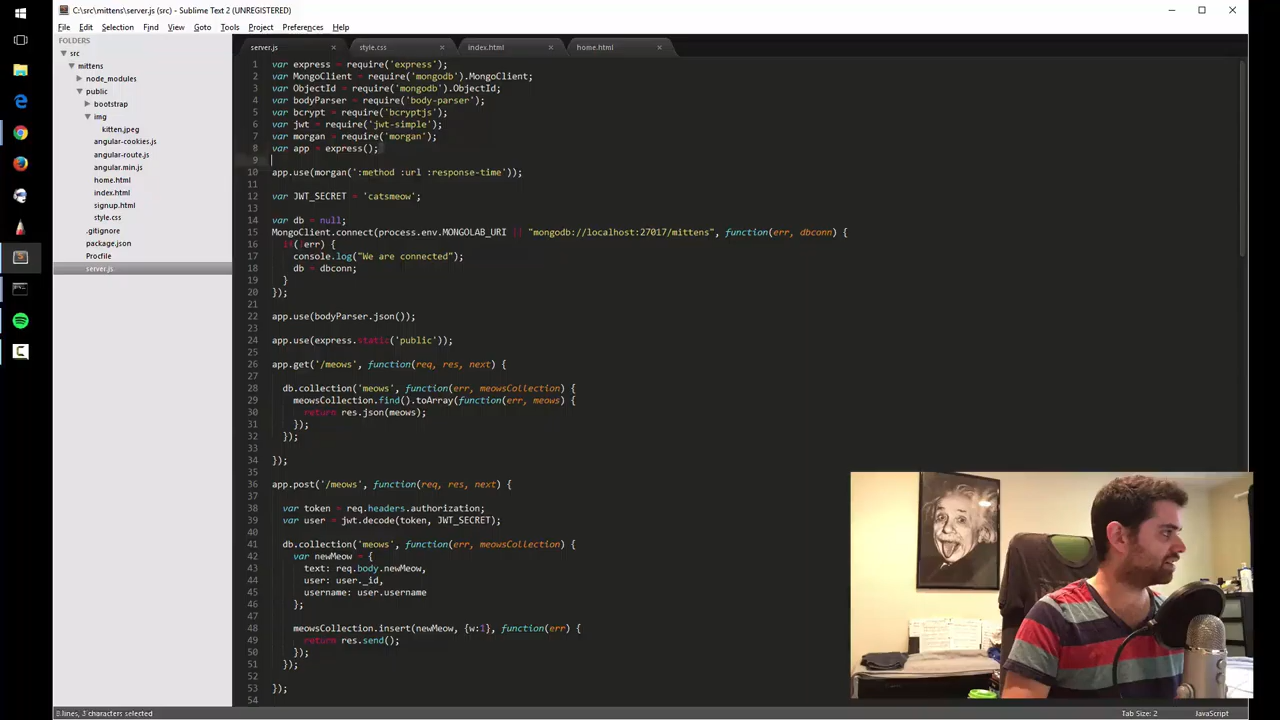 C:\src\mittens\server.js (src) - Sublime Text 2 (UNREGISTERED)
File Edit Selection Find View Goto Tools Project Preferences Help
FOLDERS
src
mittens
node_modules
public
bootstrap
img
kitten.jpeg
angular-cookies.js
angular-route.js
angular.min.js
home.html
index.html
signup.html
style.css
.gitignore
package.json
Procfile
server.js
server.js style.css index.html home.html
1 var express = require('express');
2 var MongoClient = require('mongodb').MongoClient;
3 var ObjectId = require('mongodb').ObjectId;
4 var bodyParser = require('body-parser');
5 var bcrypt = require('bcryptjs');
6 var jwt = require('jwt-simple');
7 var morgan = require('morgan');
8 var app = express();
9
10 app.use(morgan(':method :url :response-time'));
11
12 var JWT_SECRET = 'catsmeow';
13
14 var db = null;
15 MongoClient.connect(process.env.MONGOLAB_URI || "mongodb://localhost:27017/mittens", function(err, dbconn) {
16 if(!err) {
17 console.log("We are connected");
18 db = dbconn;
19 }
20 });
21
22 app.use(bodyParser.json());
23
24 app.use(express.static('public'));
25
26 app.get('/meows', function(req, res, next) {
27
28 db.collection('meows', function(err, meowsCollection) {
29 meowsCollection.find().toArray(function(err, meows) {
30 return res.json(meows);
31 });
32 });
33
34 });
35
36 app.post('/meows', function(req, res, next) {
37
38 var token = req.headers.authorization;
39 var user = jwt.decode(token, JWT_SECRET);
40
41 db.collection('meows', function(err, meowsCollection) {
42 var newMeow = {
43 text: req.body.newMeow,
44 user: user._id,
45 username: user.username
46 };
47
48 meowsCollection.insert(newMeow, {w:1}, function(err) {
49 return res.send();
50 });
51 });
52
53 });
54
8 lines, 3 characters selected
Tab Size: 2 JavaScript